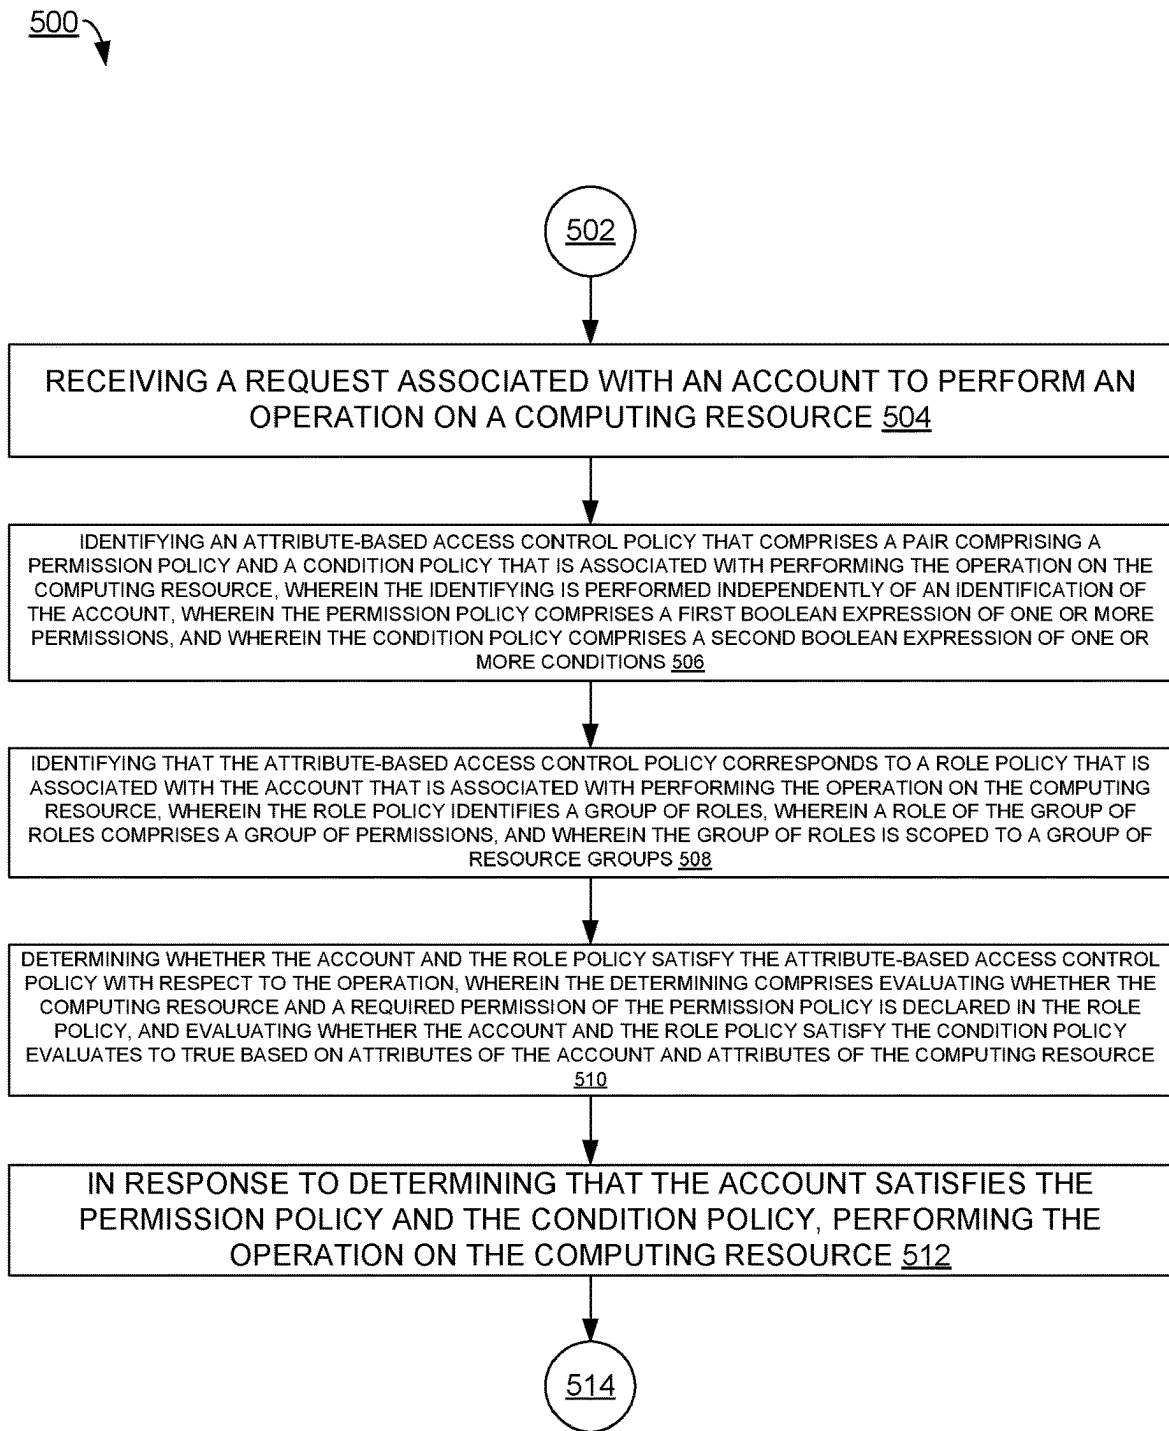 500
502
RECEIVING A REQUEST ASSOCIATED WITH AN ACCOUNT TO PERFORM AN
OPERATION ON A COMPUTING RESOURCE 504
IDENTIFYING AN ATTRIBUTE-BASED ACCESS CONTROL POLICY THAT COMPRISES A PAIR COMPRISING A
PERMISSION POLICY AND A CONDITION POLICY THAT IS ASSOCIATED WITH PERFORMING THE OPERATION ON THE
COMPUTING RESOURCE, WHEREIN THE IDENTIFYING IS PERFORMED INDEPENDENTLY OF AN IDENTIFICATION OF
THE ACCOUNT, WHEREIN THE PERMISSION POLICY COMPRISES A FIRST BOOLEAN EXPRESSION OF ONE OR MORE
PERMISSIONS, AND WHEREIN THE CONDITION POLICY COMPRISES A SECOND BOOLEAN EXPRESSION OF ONE OR
MORE CONDITIONS 506
IDENTIFYING THAT THE ATTRIBUTE-BASED ACCESS CONTROL POLICY CORRESPONDS TO A ROLE POLICY THAT IS
ASSOCIATED WITH THE ACCOUNT THAT IS ASSOCIATED WITH PERFORMING THE OPERATION ON THE COMPUTING
RESOURCE, WHEREIN THE ROLE POLICY IDENTIFIES A GROUP OF ROLES, WHEREIN A ROLE OF THE GROUP OF
ROLES COMPRISES A GROUP OF PERMISSIONS, AND WHEREIN THE GROUP OF ROLES IS SCOPED TO A GROUP OF
RESOURCE GROUPS 508
DETERMINING WHETHER THE ACCOUNT AND THE ROLE POLICY SATISFY THE ATTRIBUTE-BASED ACCESS CONTROL
POLICY WITH RESPECT TO THE OPERATION, WHEREIN THE DETERMINING COMPRISES EVALUATING WHETHER THE
COMPUTING RESOURCE AND A REQUIRED PERMISSION OF THE PERMISSION POLICY IS DECLARED IN THE ROLE
POLICY, AND EVALUATING WHETHER THE ACCOUNT AND THE ROLE POLICY SATISFY THE CONDITION POLICY
EVALUATES TO TRUE BASED ON ATTRIBUTES OF THE ACCOUNT AND ATTRIBUTES OF THE COMPUTING RESOURCE
510
IN RESPONSE TO DETERMINING THAT THE ACCOUNT SATISFIES THE
PERMISSION POLICY AND THE CONDITION POLICY, PERFORMING THE
OPERATION ON THE COMPUTING RESOURCE 512
514